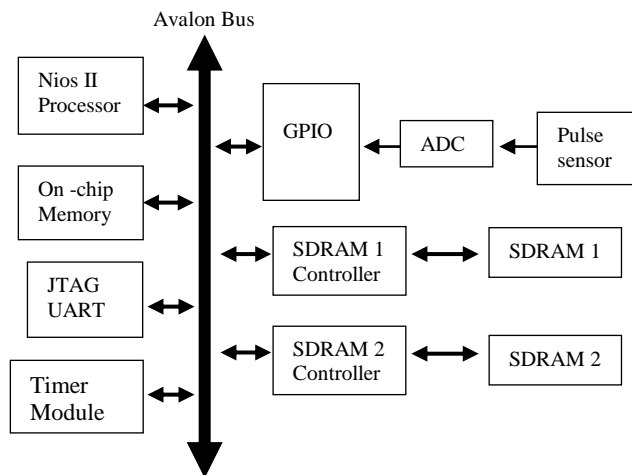 Avalon Bus
Nios II
Processor
GPIO
ADC
Pulse
sensor
On -chip
Memory
SDRAM 1
Controller
SDRAM 1
JTAG
UART
SDRAM 2
Controller
SDRAM 2
Timer
Module